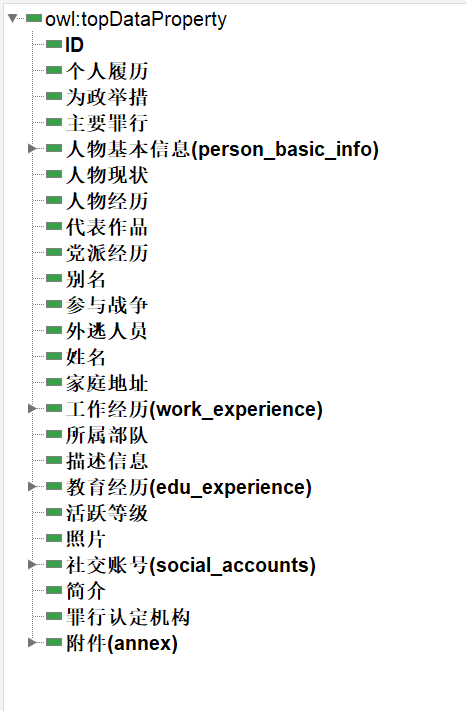 owl:topDataProperty
ID
个人履历
为政举措
主要罪行
人物基本信息(person_basic_info)
人物现状
人物经历
代表作品
党派经历
别名
参与战争
外逃人员
姓名
家庭地址
工作经历(work_experience)
所属部队
描述信息
教育经历(edu_experience)
活跃等级
照片
社交账号(social_accounts)
简介
罪行认定机构
附件(annex)